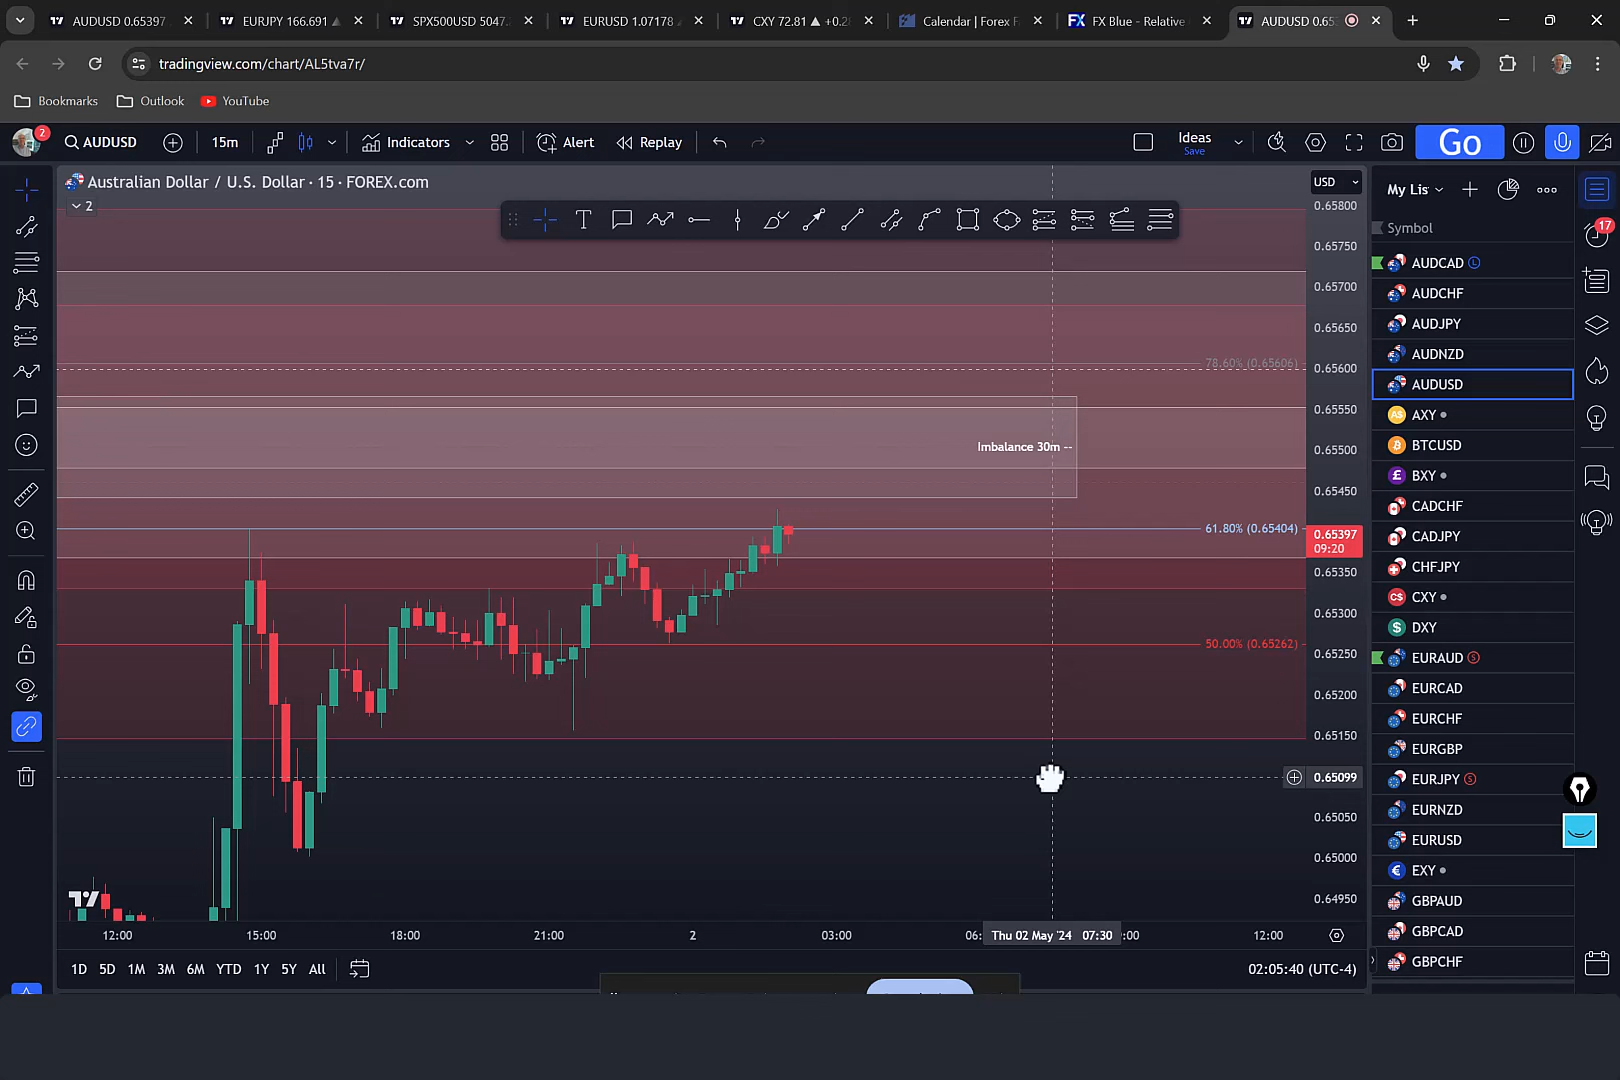 AUDUSD 0.65397
EURJPY 166.691
SPX500USD 5047.
EURUSD 1.07178
CXY 72.81 ▲ +0.2
Calendar | Forex F
FX Blue - Relative
AUDUSD 0.653
tradingview.com/chart/AL5tva7r/
Bookmarks
Outlook
YouTube
2
AUDUSD
15m
Indicators
Alert
Replay
Ideas
Save
Go
Australian Dollar / U.S. Dollar · 15 · FOREX.com
2
USD
My Lis
17
Symbol
0.65800
0.65750
0.65700
0.65650
0.65600
0.65550
0.65500
0.65450
0.65397
09:20
0.65350
0.65300
0.65250
0.65200
0.65150
0.65099
0.65050
0.65000
0.64950
78.60% (0.65606)
Imbalance 30m --
61.80% (0.65404)
50.00% (0.65262)
AUDCAD L
AUDCHF
AUDJPY
AUDNZD
AUDUSD
AXY
BTCUSD
BXY
CADCHF
CADJPY
CHFJPY
CXY
DXY
EURAUD S
EURCAD
EURCHF
EURGBP
EURJPY S
EURNZD
EURUSD
EXY
GBPAUD
GBPCAD
GBPCHF
12:00
15:00
18:00
21:00
2
03:00
06:
Thu 02 May '24 07:30
:00
12:00
1D 5D 1M 3M 6M YTD 1Y 5Y All
02:05:40 (UTC-4)